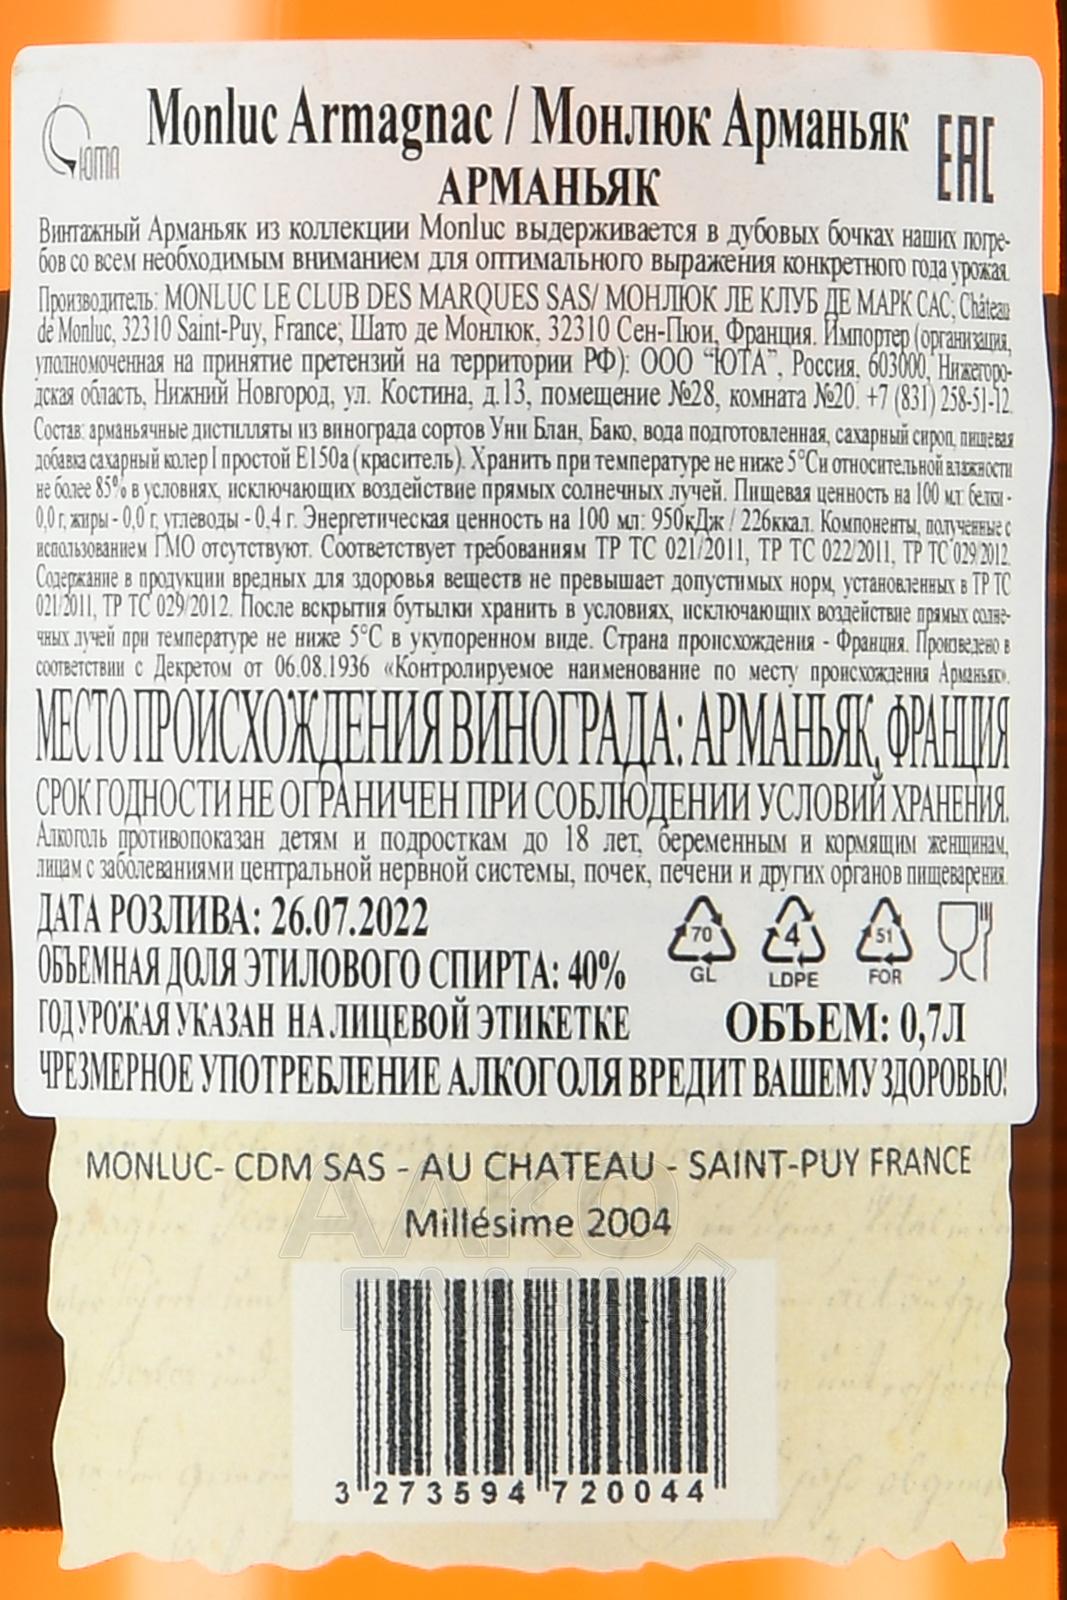 ЮТА
Monluc Armagnac / Монлюк Арманьяк
EAC
АРМАНЬЯК
Винтажный Арманьяк из коллекции Monluc выдерживается в дубовых бочках наших погре-
бов со всем необходимым вниманием для оптимального выражения конкретного года урожая.
Производитель: MONLUC LE CLUB DES MARQUES SAS/ МОНЛЮК ЛЕ КЛУБ ДЕ МАРК САС; Château
de Monluc, 32310 Saint-Puy, France; Шато де Монлюк, 32310 Сен-Пюи, Франция. Импортер (организация,
уполномоченная на принятие претензий на территории РФ): ООО “ЮТА”, Россия, 603000, Нижегоро-
дская область, Нижний Новгород, ул. Костина, д.13, помещение №28, комната №20. +7 (831) 258-51-12.
Состав: арманьячные дистилляты из винограда сортов Уни Блан, Бако, вода подготовленная, сахарный сироп, пищевая
добавка сахарный колер I простой E150a (краситель). Хранить при температуре не ниже 5°С и относительной влажности
не более 85% в условиях, исключающих воздействие прямых солнечных лучей. Пищевая ценность на 100 мл: белки -
0,0 г, жиры - 0,0 г, углеводы - 0,4 г. Энергетическая ценность на 100 мл: 950кДж / 226ккал. Компоненты, полученные с
использованием ГМО отсутствуют. Соответствует требованиям ТР ТС 021/2011, ТР ТС 022/2011, ТР ТС 029/2012.
Содержание в продукции вредных для здоровья веществ не превышает допустимых норм, установленных в ТР ТС
021/2011, ТР ТС 029/2012. После вскрытия бутылки хранить в условиях, исключающих воздействие прямых солне-
чных лучей при температуре не ниже 5°С в укупоренном виде. Страна происхождения - Франция. Произведено в
соответствии с Декретом от 06.08.1936 «Контролируемое наименование по месту происхождения Арманьяк».
МЕСТО ПРОИСХОЖДЕНИЯ ВИНОГРАДА: АРМАНЬЯК, ФРАНЦИЯ
СРОК ГОДНОСТИ НЕ ОГРАНИЧЕН ПРИ СОБЛЮДЕНИИ УСЛОВИЙ ХРАНЕНИЯ.
Алкоголь противопоказан детям и подросткам до 18 лет, беременным и кормящим женщинам,
лицам с заболеваниями центральной нервной системы, почек, печени и других органов пищеварения.
ДАТА РОЗЛИВА: 26.07.2022
70 4 51
GL LDPE FOR
ОБЪЕМНАЯ ДОЛЯ ЭТИЛОВОГО СПИРТА: 40%
ГОД УРОЖАЯ УКАЗАН НА ЛИЦЕВОЙ ЭТИКЕТКЕ ОБЪЕМ: 0,7Л
ЧРЕЗМЕРНОЕ УПОТРЕБЛЕНИЕ АЛКОГОЛЯ ВРЕДИТ ВАШЕМУ ЗДОРОВЬЮ!
MONLUC- CDM SAS - AU CHATEAU - SAINT-PUY FRANCE
Millésime 2004
3 273594 720044